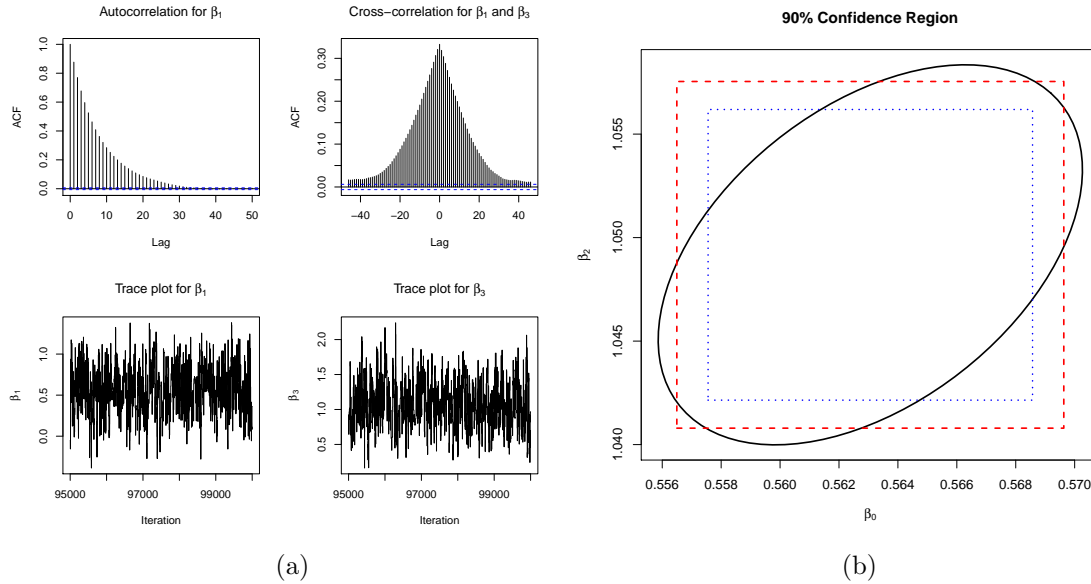 Autocorrelation for β₁
ACF
0.0 0.2 0.4 0.6 0.8 1.0
0 10 20 30 40 50
Lag
Cross−correlation for β₁ and β₃
ACF
0.00 0.10 0.20 0.30
−40 −20 0 20 40
Lag
Trace plot for β₁
β₁
0.0 0.5 1.0
95000 97000 99000
Iteration
Trace plot for β₃
β₃
0.5 1.0 1.5 2.0
95000 97000 99000
Iteration
(a)
90% Confidence Region
β₂
1.040 1.045 1.050 1.055
0.556 0.558 0.560 0.562 0.564 0.566 0.568 0.570
β₀
(b)